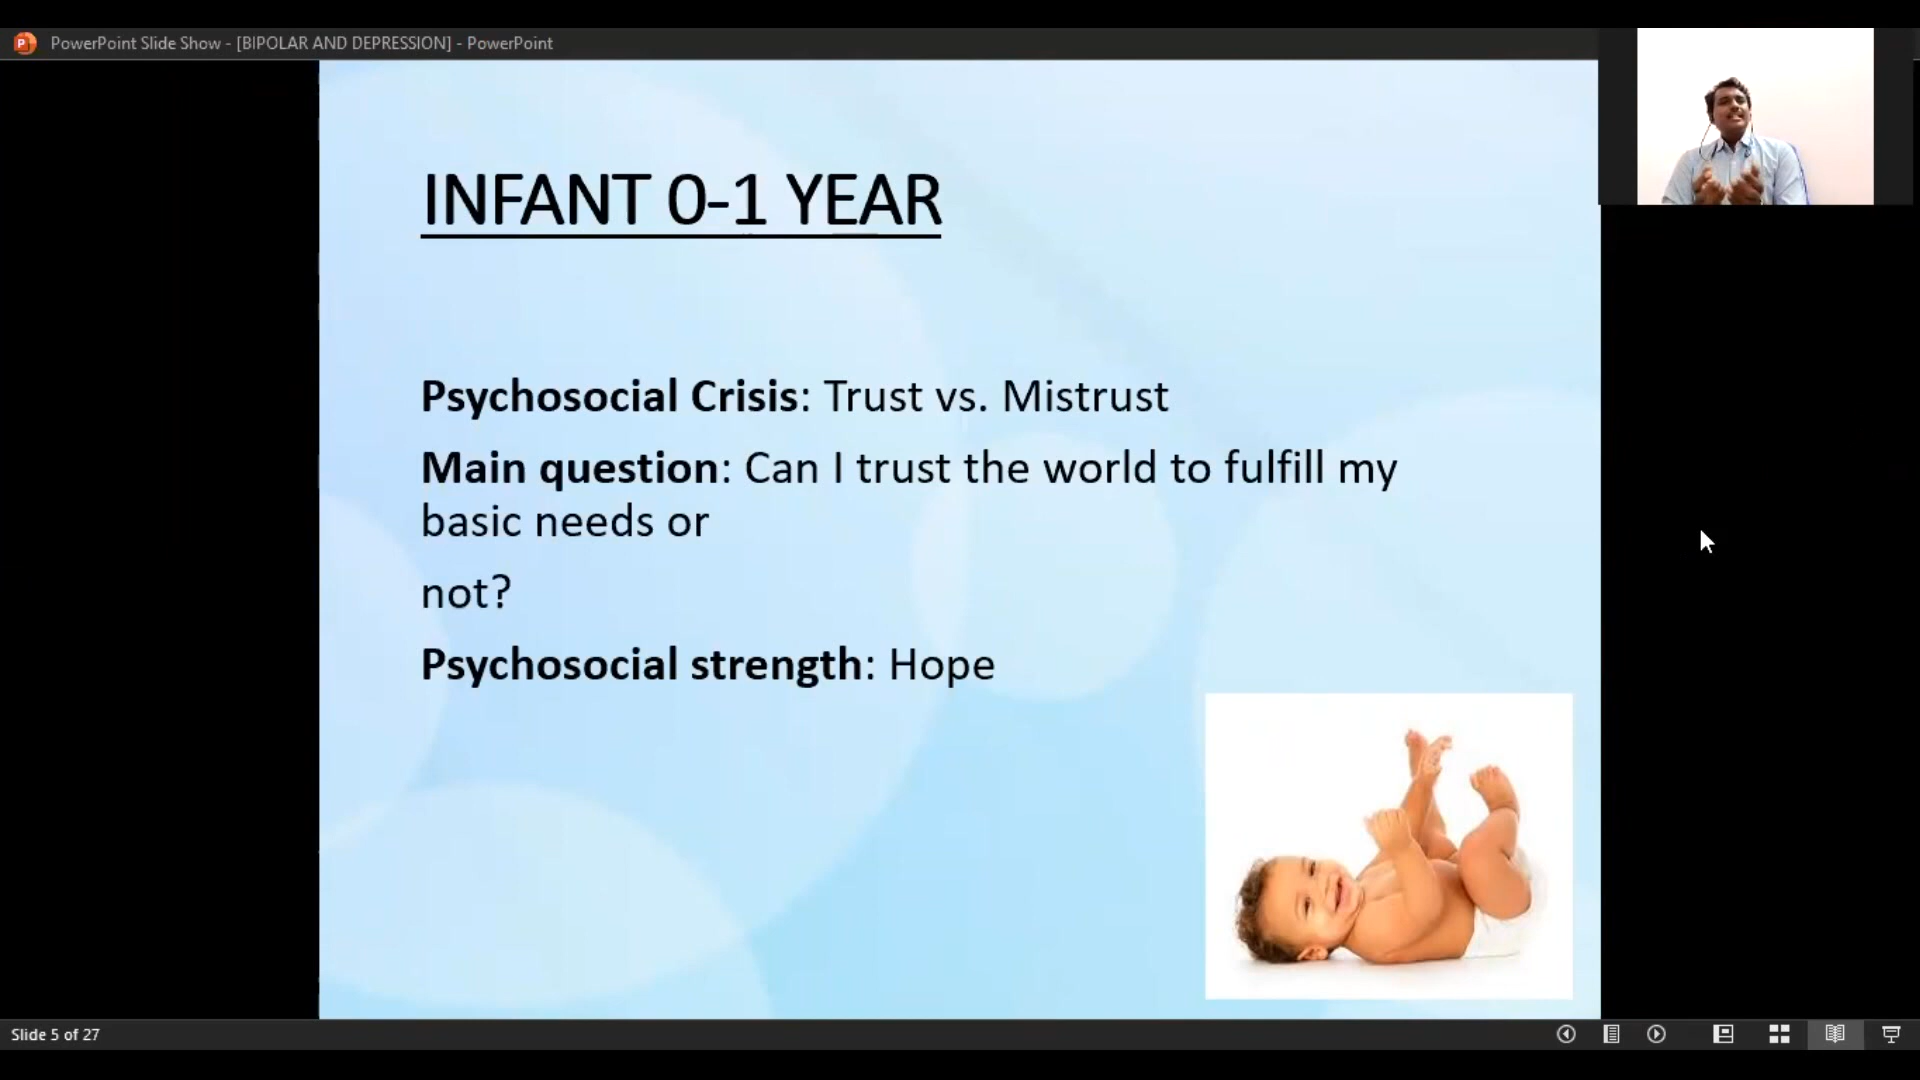 PowerPoint Slide Show - [BIPOLAR AND DEPRESSION] - PowerPoint
INFANT 0-1 YEAR
Psychosocial Crisis: Trust vs. Mistrust
Main question: Can I trust the world to fulfill my
basic needs or
not?
Psychosocial strength: Hope
Slide 5 of 27